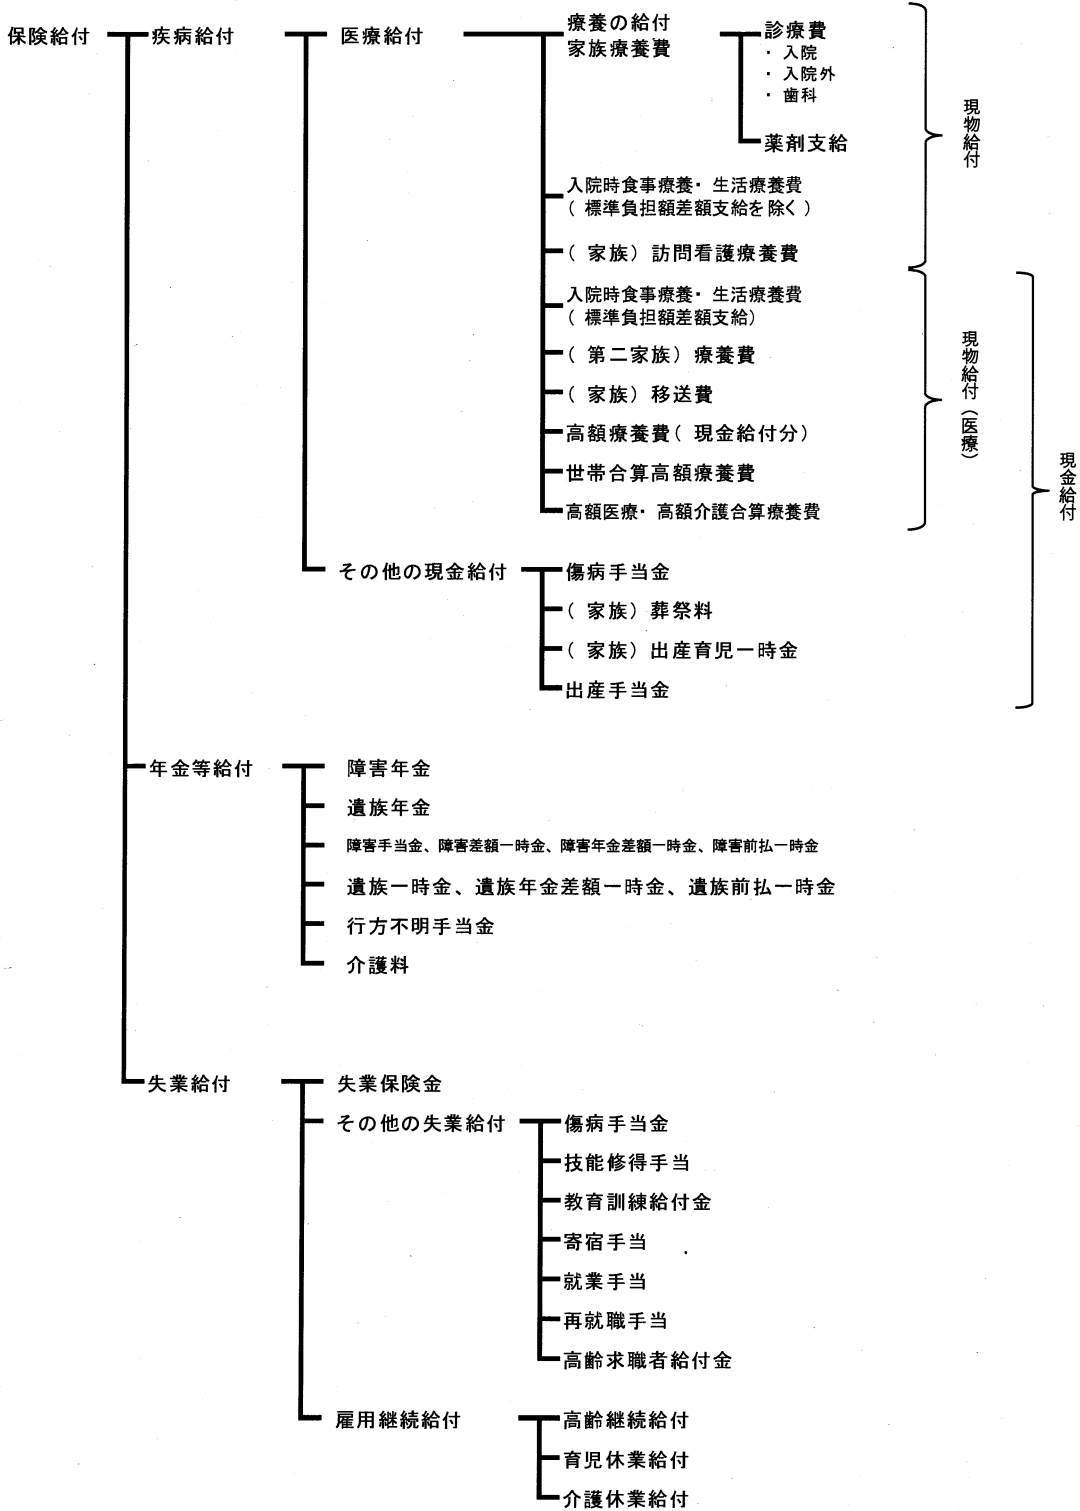 保険給付
疾病給付
医療給付
療養の給付
家族療養費
診療費
・入院
・入院外
・歯科
薬剤支給
入院時食事療養・生活療養費
(標準負担額差額支給を除く)
(家族)訪問看護療養費
現物給付
入院時食事療養・生活療養費
(標準負担額差額支給)
(第二家族)療養費
(家族)移送費
高額療養費(現金給付分)
世帯合算高額療養費
高額医療・高額介護合算療養費
現物給付(医療)
その他の現金給付
傷病手当金
(家族)葬祭料
(家族)出産育児一時金
出産手当金
現金給付
年金等給付
障害年金
遺族年金
障害手当金、障害差額一時金、障害年金差額一時金、障害前払一時金
遺族一時金、遺族年金差額一時金、遺族前払一時金
行方不明手当金
介護料
失業給付
失業保険金
その他の失業給付
傷病手当金
技能修得手当
教育訓練給付金
寄宿手当
就業手当
再就職手当
高齢求職者給付金
雇用継続給付
高齢継続給付
育児休業給付
介護休業給付